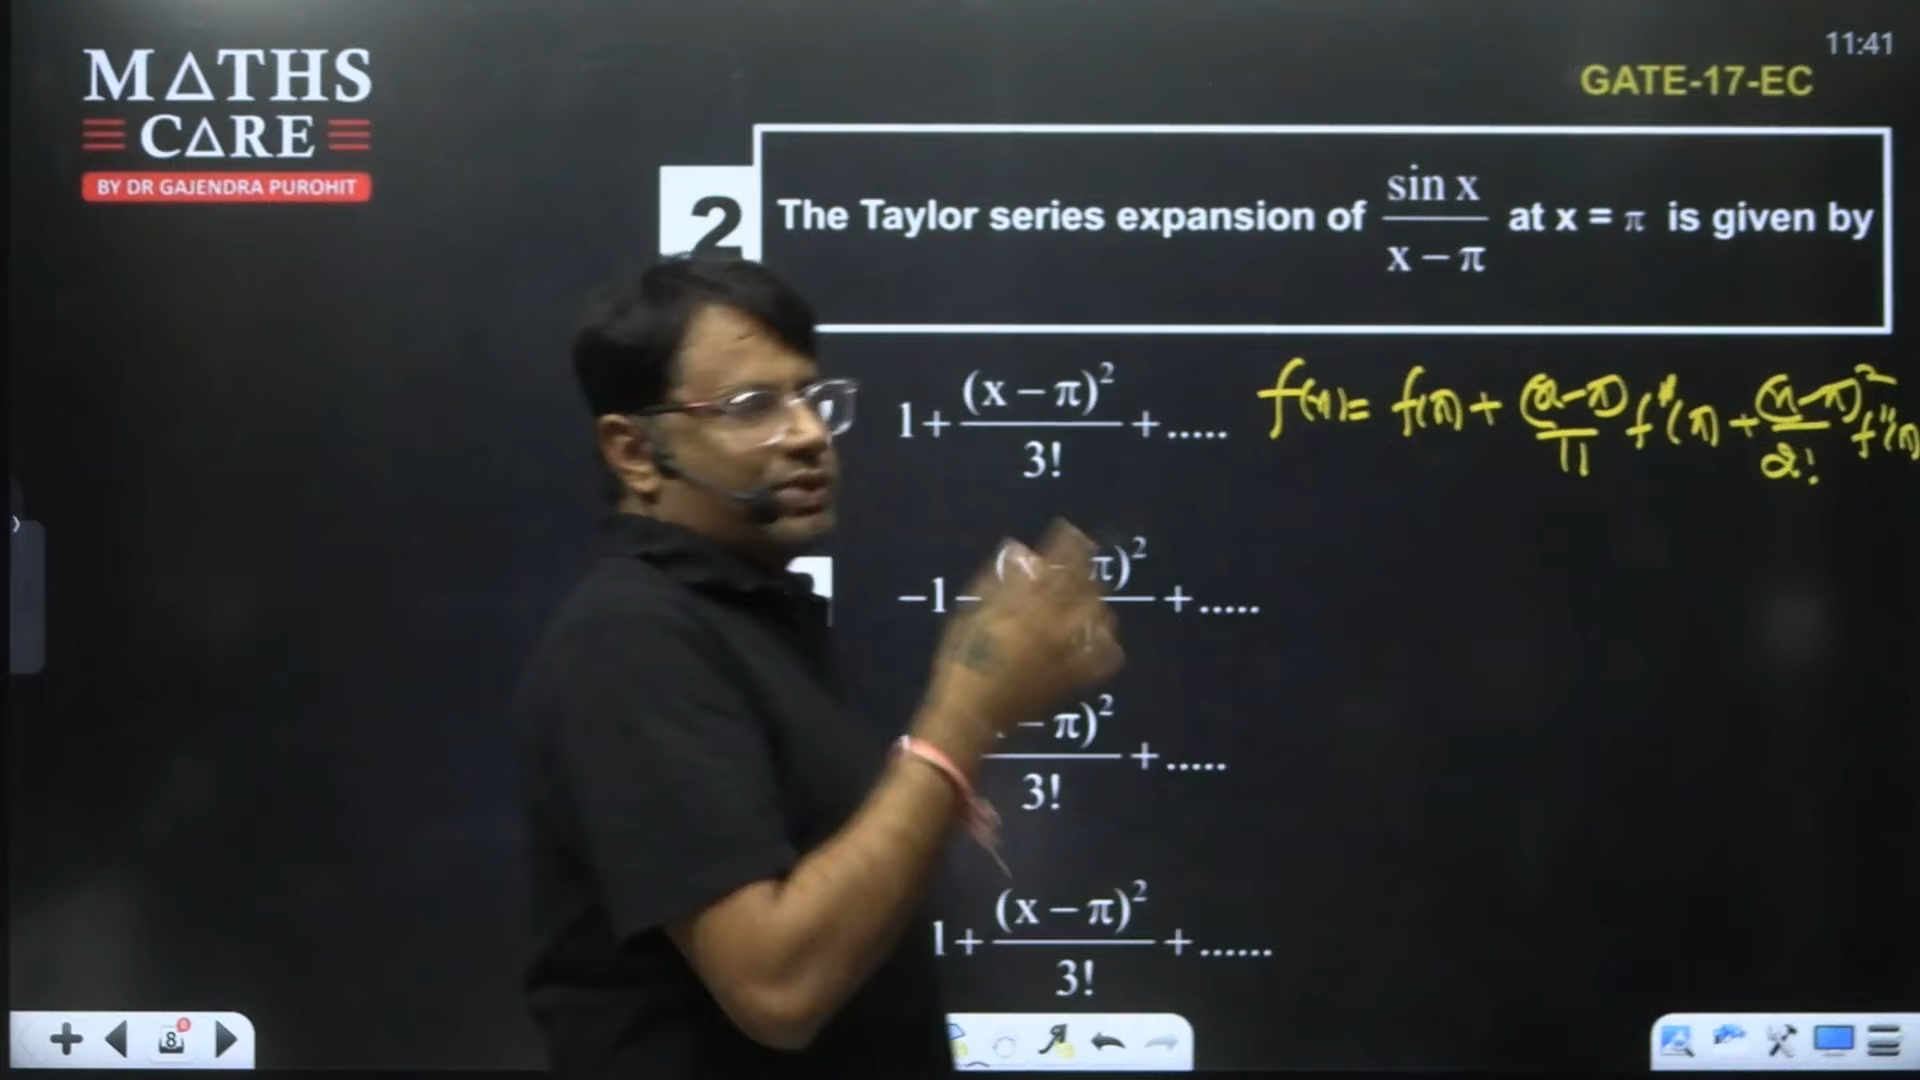 11:41
MATHS
CARE
BY DR GAJENDRA PUROHIT
GATE-17-EC
2
The Taylor series expansion of sin x / x − π at x = π is given by
1 + (x − π)² / 3! + .....
f(x) = f(π) + (x-π)/1! f'(π) + (x-π)²/2! f''(π)
−1 − π)² + .....
− π)² / 3! + .....
1 + (x − π)² / 3! + ......
8